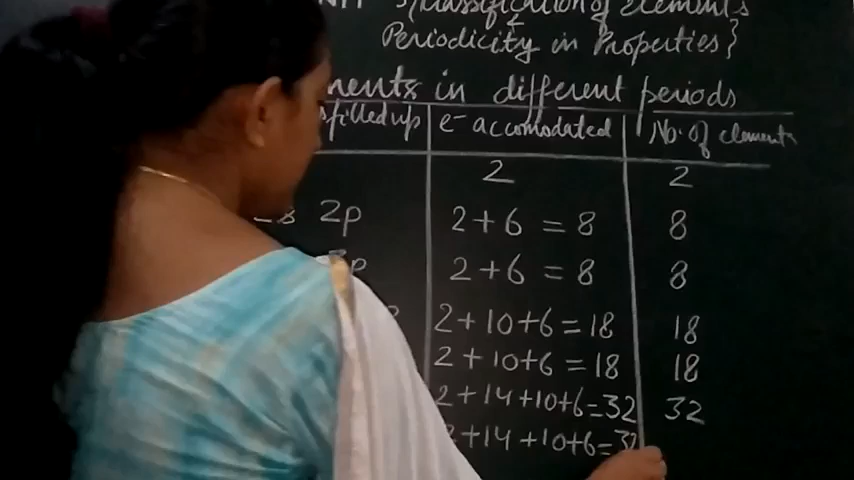 Classification of Elements
&
Periodicity in Properties}
ments in different periods
filled up e⁻ accomodated No. of elements
2 2
2p 2+6 = 8 8
3p 2+6 = 8 8
2+10+6=18 18
2+10+6=18 18
2+14+10+6=32 32
2+14+10+6=32